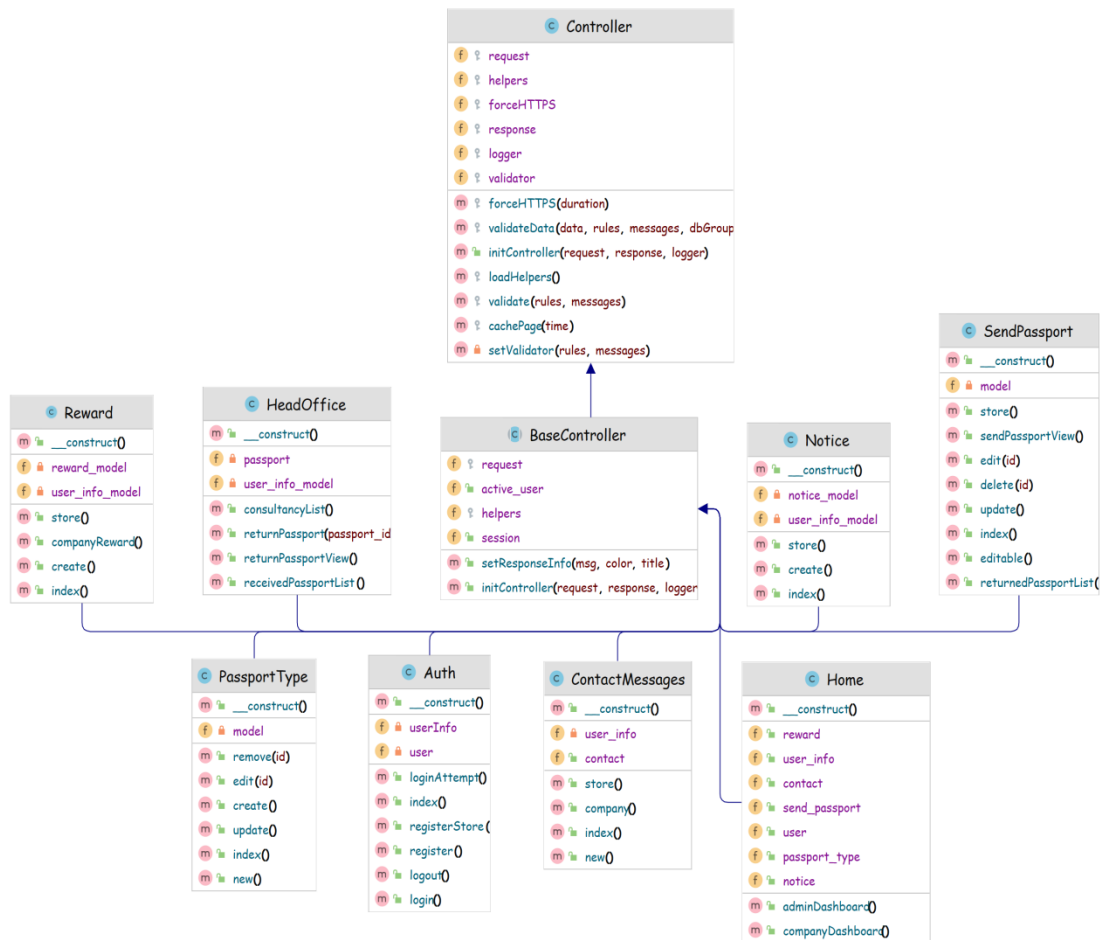 Controller
request
helpers
forceHTTPS
response
logger
validator
forceHTTPS(duration)
validateData(data, rules, messages, dbGroup
initController(request, response, logger)
loadHelpers()
validate(rules, messages)
cachePage(time)
setValidator(rules, messages)
SendPassport
__construct()
model
store()
sendPassportView()
edit(id)
delete(id)
update()
index()
editable()
returnedPassportList(
Reward
__construct()
reward_model
user_info_model
store()
companyReward()
create()
index()
HeadOffice
__construct()
passport
user_info_model
consultancyList()
returnPassport(passport_id
returnPassportView()
receivedPassportList()
BaseController
request
active_user
helpers
session
setResponseInfo(msg, color, title)
initController(request, response, logger
Notice
__construct()
notice_model
user_info_model
store()
create()
index()
PassportType
__construct()
model
remove(id)
edit(id)
create()
update()
index()
new()
Auth
__construct()
userInfo
user
loginAttempt()
index()
registerStore(
register()
logout()
login()
ContactMessages
__construct()
user_info
contact
store()
company()
index()
new()
Home
__construct()
reward
user_info
contact
send_passport
user
passport_type
notice
adminDashboard()
companyDashboard()